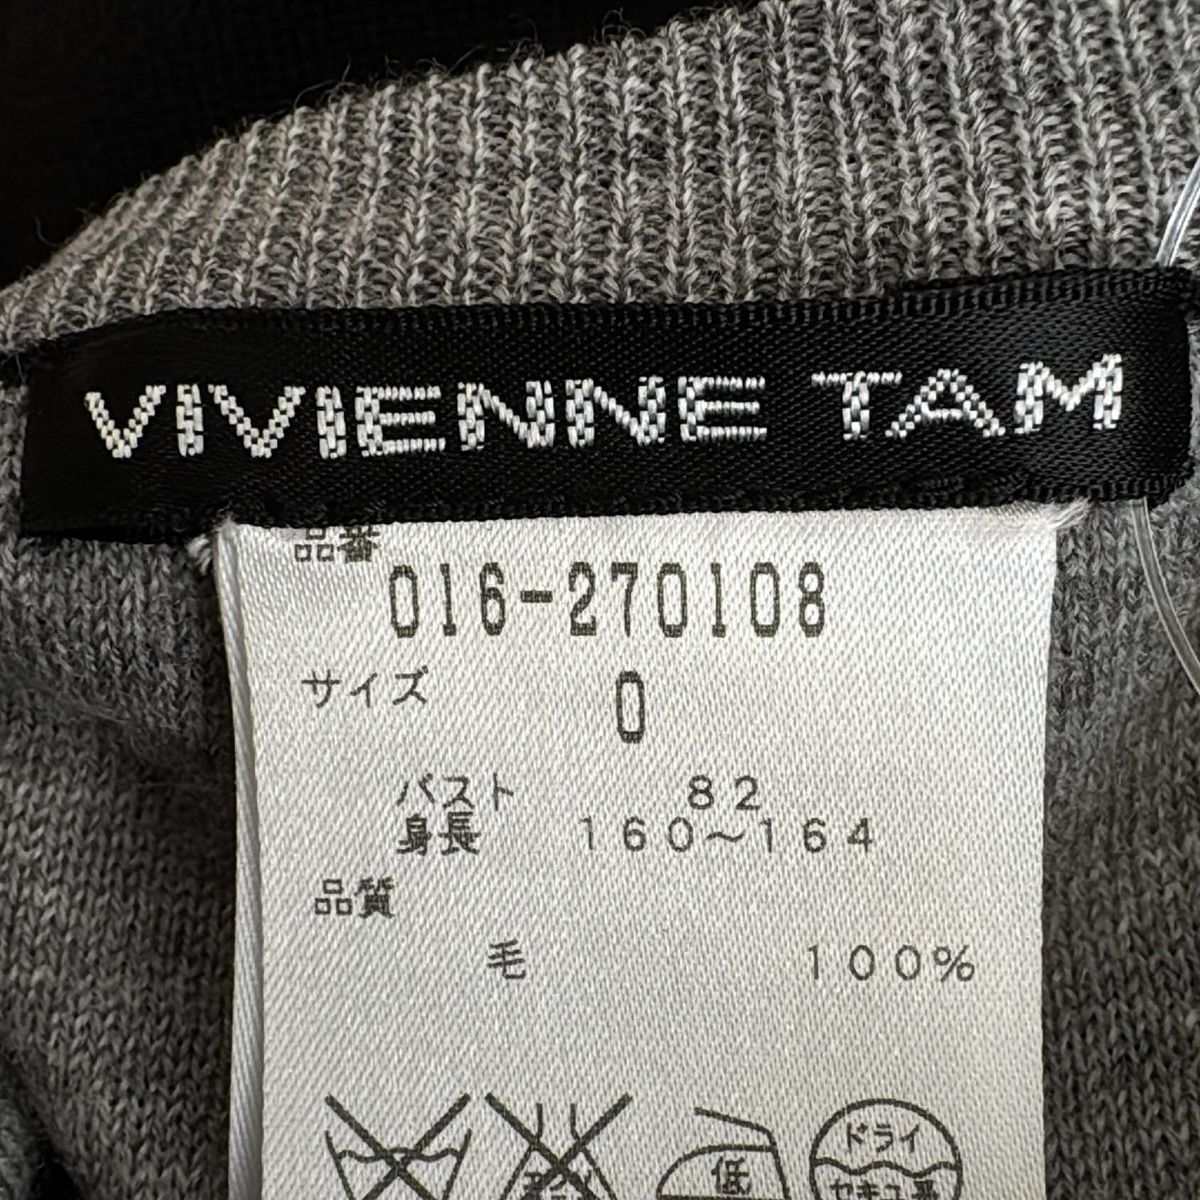 VIVIENNE TAM
品番
016-270108
サイズ 0
バスト 82
身長 160～164
品質
毛 100%
低
ドライ